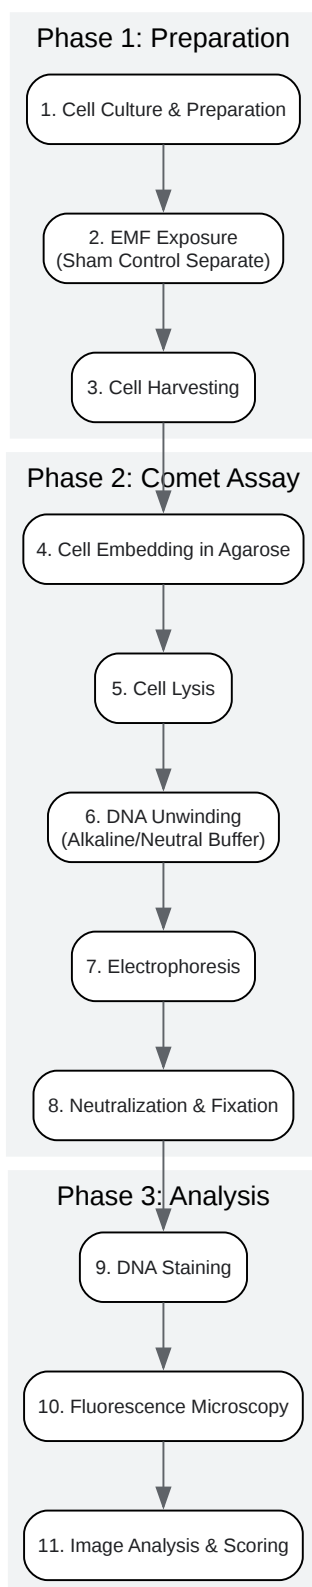 Phase 1: Preparation
1. Cell Culture & Preparation
2. EMF Exposure
(Sham Control Separate)
3. Cell Harvesting
Phase 2: Comet Assay
4. Cell Embedding in Agarose
5. Cell Lysis
6. DNA Unwinding
(Alkaline/Neutral Buffer)
7. Electrophoresis
8. Neutralization & Fixation
Phase 3: Analysis
9. DNA Staining
10. Fluorescence Microscopy
11. Image Analysis & Scoring